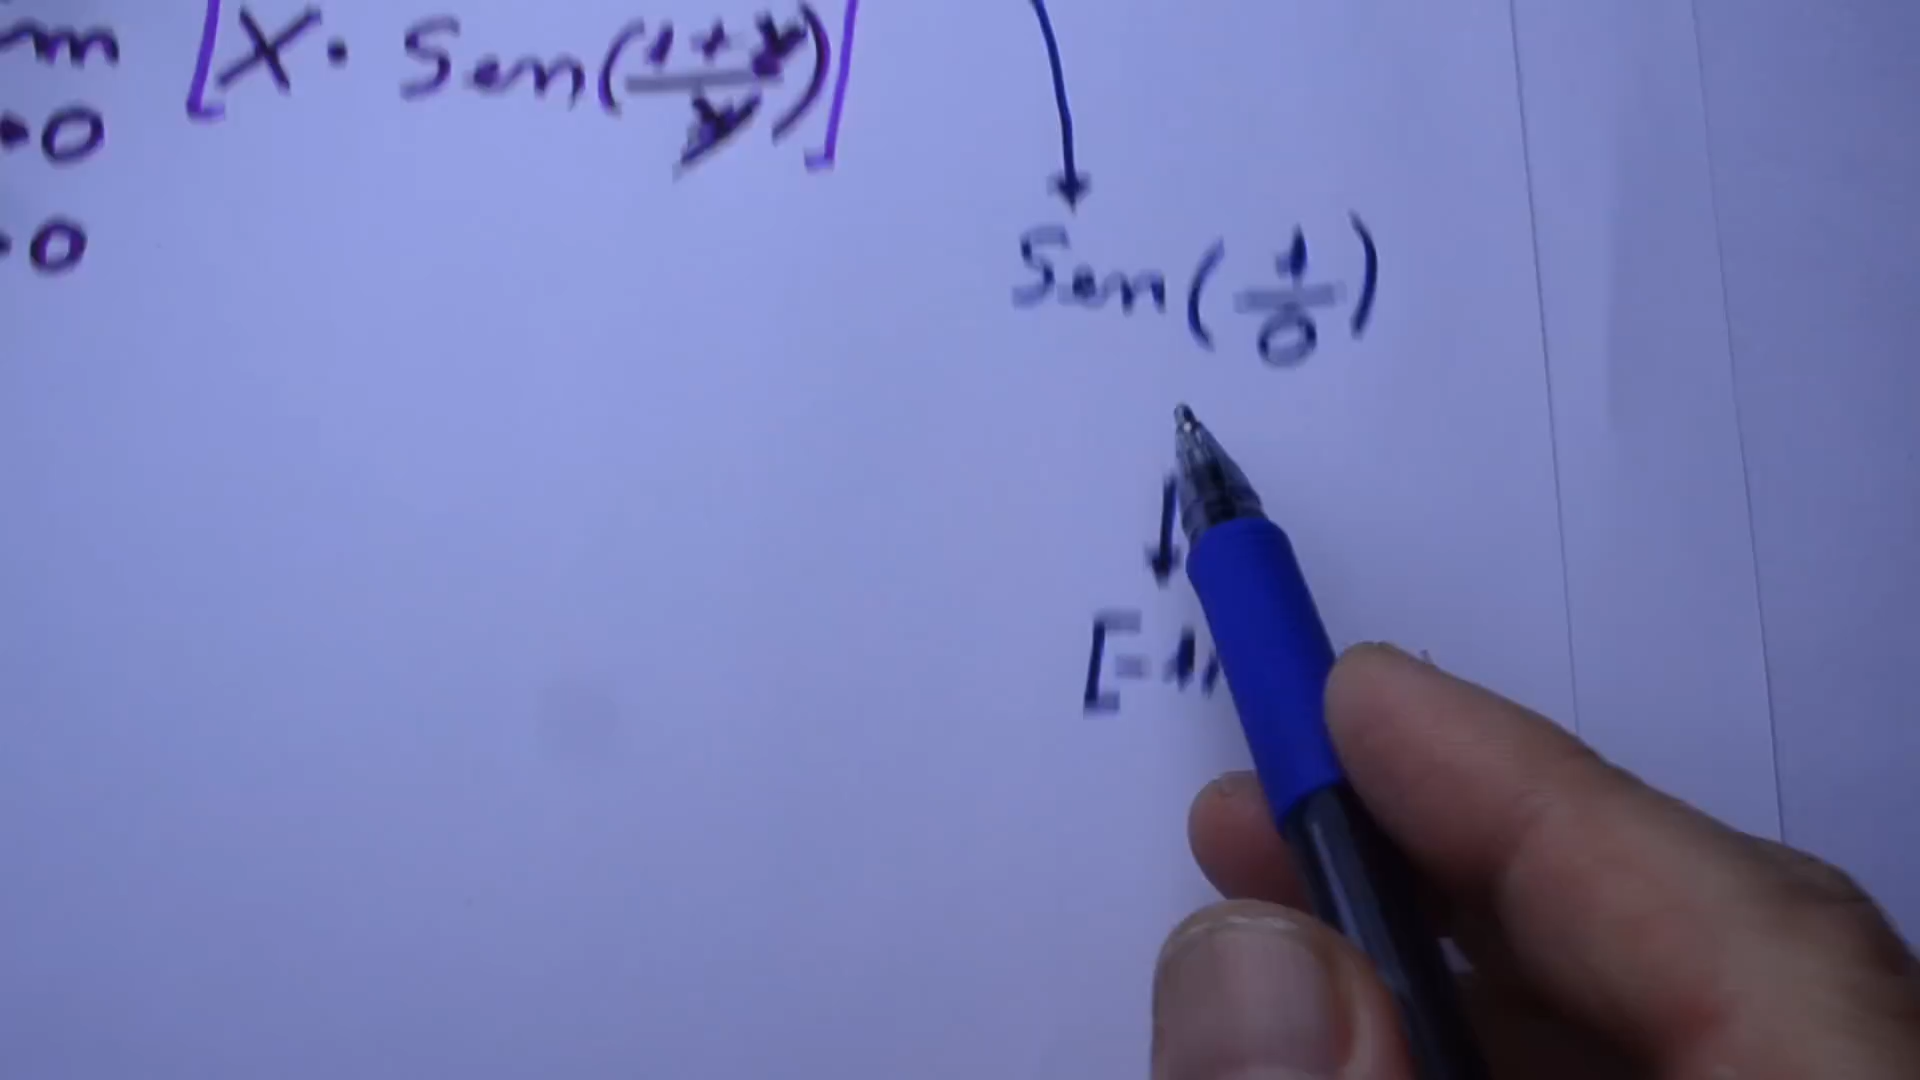 m [X · Sen((1+y)/y)]
→0
→0
Sen(1/0)
[-1,